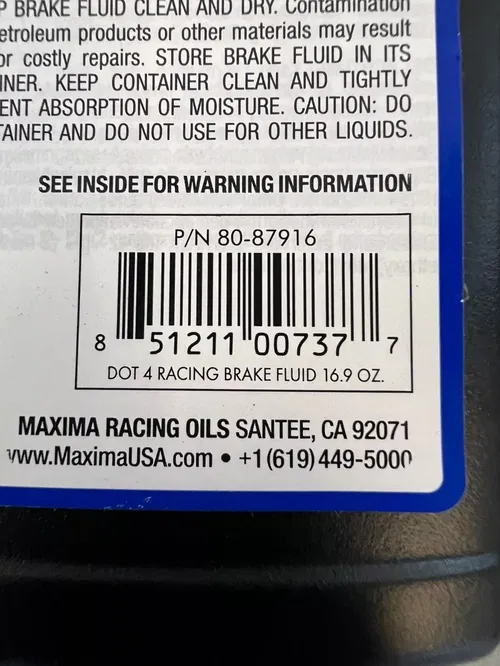 P BRAKE FLUID CLEAN AND DRY. Contamination
etroleum products or other materials may result
or costly repairs. STORE BRAKE FLUID IN ITS
INER. KEEP CONTAINER CLEAN AND TIGHTLY
ENT ABSORPTION OF MOISTURE. CAUTION: DO
TAINER AND DO NOT USE FOR OTHER LIQUIDS.
SEE INSIDE FOR WARNING INFORMATION
P/N 80-87916
8 51211 00737 7
DOT 4 RACING BRAKE FLUID 16.9 OZ.
MAXIMA RACING OILS SANTEE, CA 92071
www.MaximaUSA.com • +1(619)449-5000